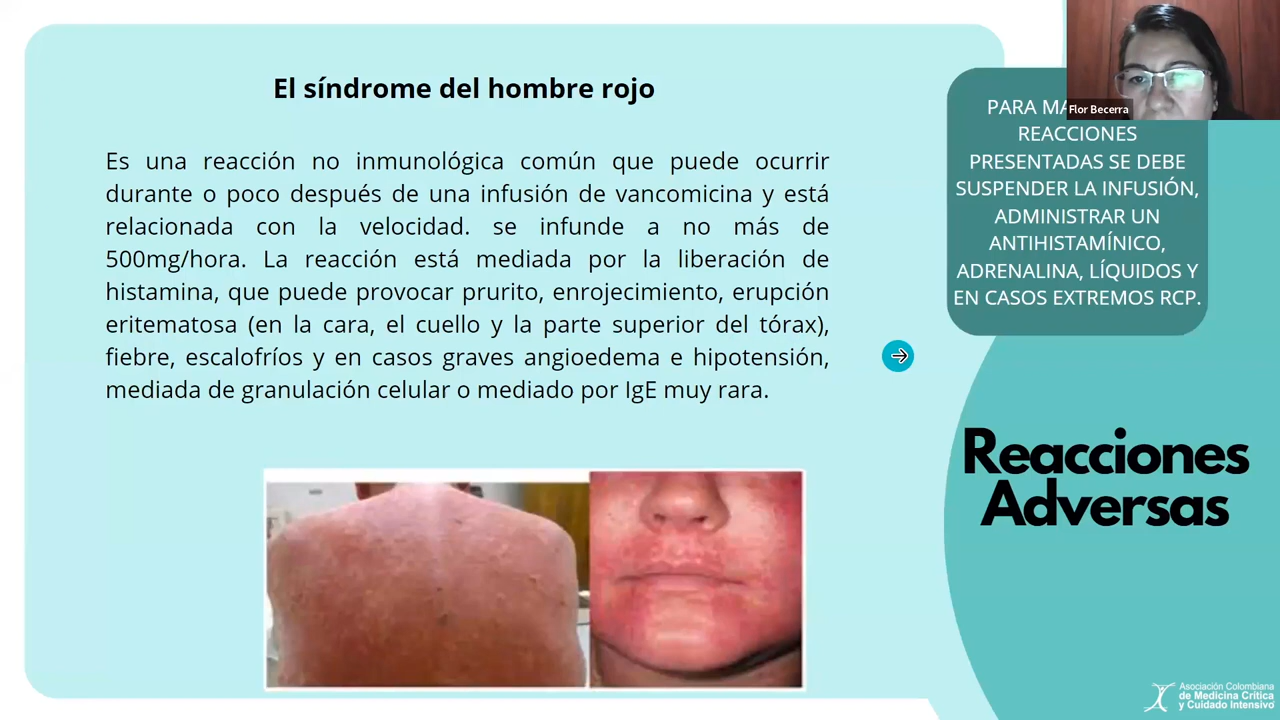 El síndrome del hombre rojo
Es una reacción no inmunológica común que puede ocurrir
durante o poco después de una infusión de vancomicina y está
relacionada con la velocidad. se infunde a no más de
500mg/hora. La reacción está mediada por la liberación de
histamina, que puede provocar prurito, enrojecimiento, erupción
eritematosa (en la cara, el cuello y la parte superior del tórax),
fiebre, escalofríos y en casos graves angioedema e hipotensión,
mediada de granulación celular o mediado por IgE muy rara.
Flor Becerra
PARA
REACCIONES
PRESENTADAS SE DEBE
SUSPENDER LA INFUSIÓN,
ADMINISTRAR UN
ANTIHISTAMÍNICO,
ADRENALINA, LÍQUIDOS Y
EN CASOS EXTREMOS RCP.
Reacciones
Adversas
Asociación Colombiana
de Medicina Crítica
y Cuidado Intensivo